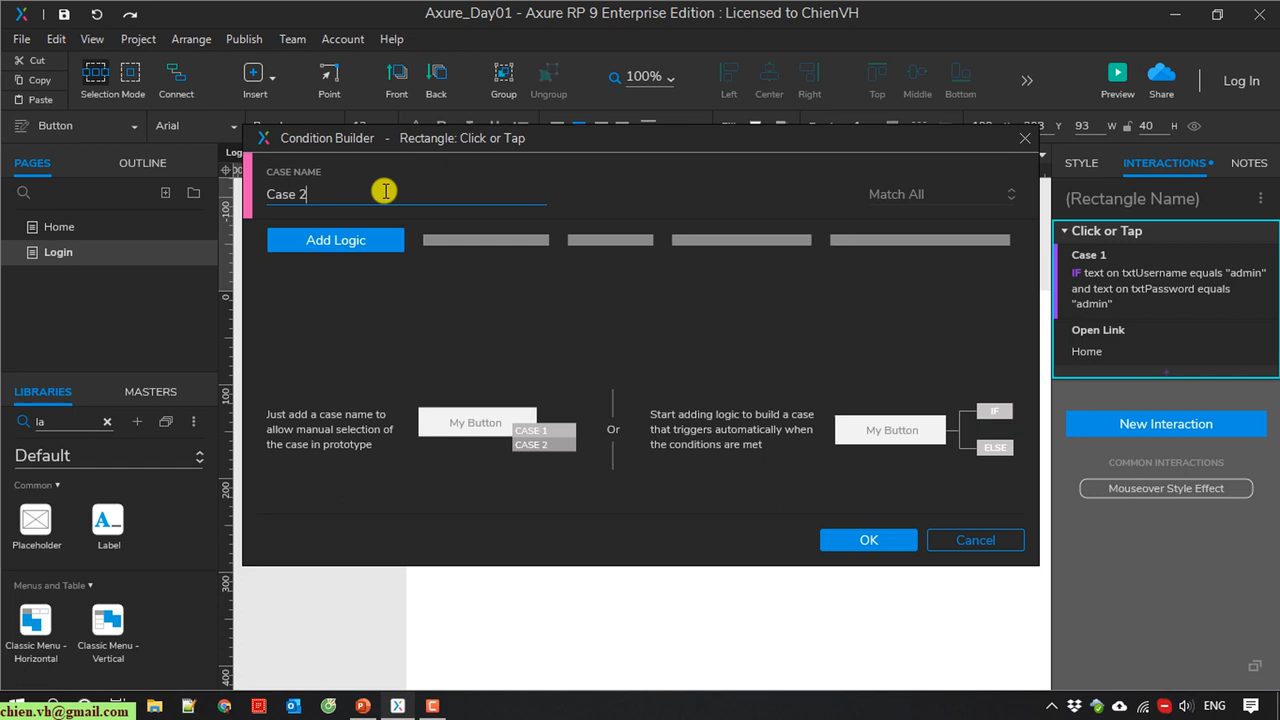 Axure_Day01 - Axure RP 9 Enterprise Edition : Licensed to ChienVH
File Edit View Project Arrange Publish Team Account Help
Cut
Copy
Paste
Selection Mode
Connect
Insert
Point
Front
Back
Group
Ungroup
100%
Left
Center
Right
Top
Middle
Bottom
Preview
Share
Log In
Button
Arial
Y 93
W
H 40
PAGES
OUTLINE
Home
Login
LIBRARIES
MASTERS
la
Default
Common
Placeholder
Label
Menus and Table
Classic Menu -
Horizontal
Classic Menu -
Vertical
-100
0
100
200
300
400
Condition Builder - Rectangle: Click or Tap
CASE NAME
Case 2
Match All
Add Logic
Just add a case name to
allow manual selection of
the case in prototype
My Button
CASE 1
CASE 2
Or
Start adding logic to build a case
that triggers automatically when
the conditions are met
My Button
IF
ELSE
OK
Cancel
STYLE
INTERACTIONS
NOTES
(Rectangle Name)
Click or Tap
Case 1
IF text on txtUsername equals "admin"
and text on txtPassword equals
"admin"
Open Link
Home
New Interaction
COMMON INTERACTIONS
Mouseover Style Effect
chien.vh@gmail.com
ENG